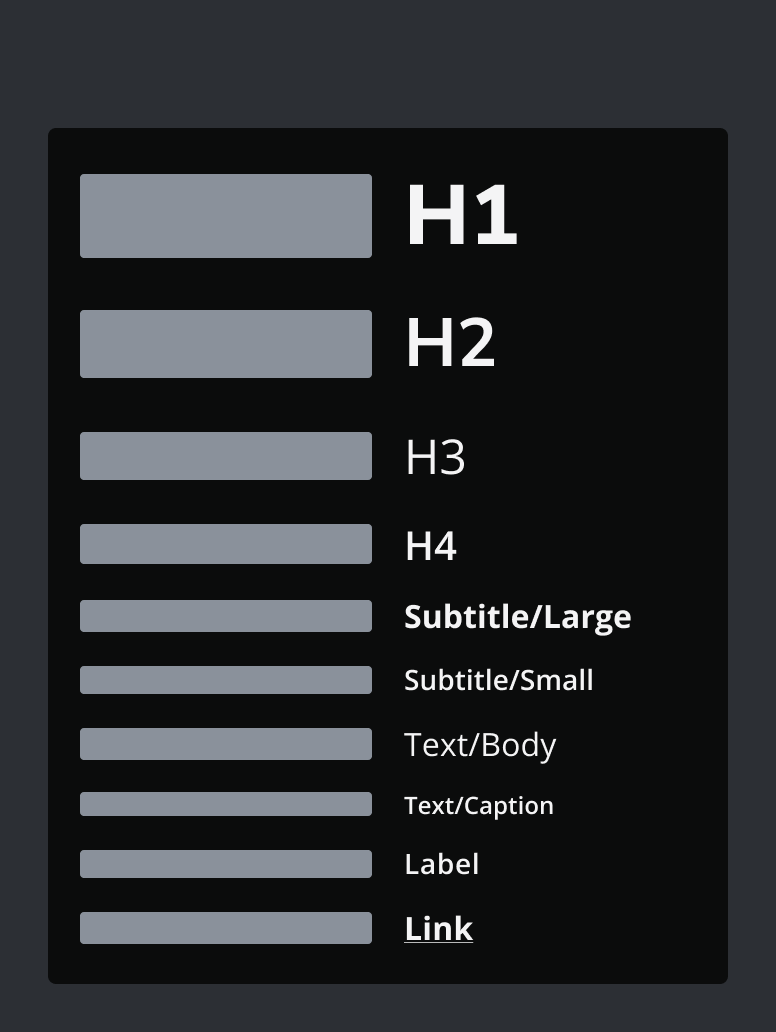 H1
H2
H3
H4
Subtitle/Large
Subtitle/Small
Text/Body
Text/Caption
Label
Link